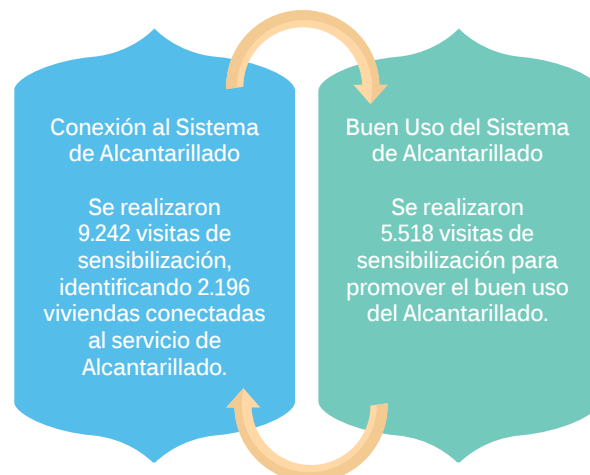 Conexión al Sistema
de Alcantarillado
Se realizaron
9.242 visitas de
sensibilización,
identificando 2.196
viviendas conectadas
al servicio de
Alcantarillado.
Buen Uso del Sistema
de Alcantarillado
Se realizaron
5.518 visitas de
sensibilización para
promover el buen uso
del Alcantarillado.